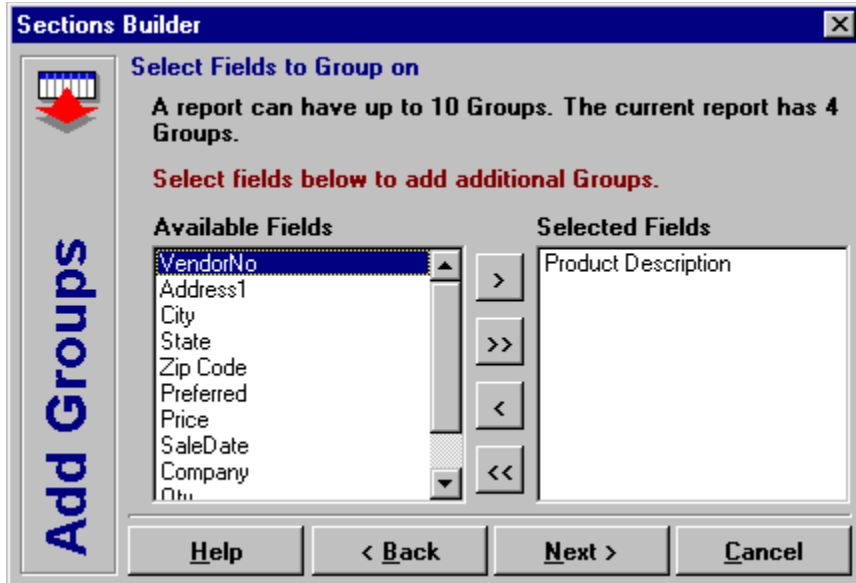 Sections Builder
Add Groups
Select Fields to Group on
A report can have up to 10 Groups. The current report has 4
Groups.
Select fields below to add additional Groups.
Available Fields
VendorNo
Address1
City
State
Zip Code
Preferred
Price
SaleDate
Company
Qty
>
>>
<
<<
Selected Fields
Product Description
Help
< Back
Next >
Cancel